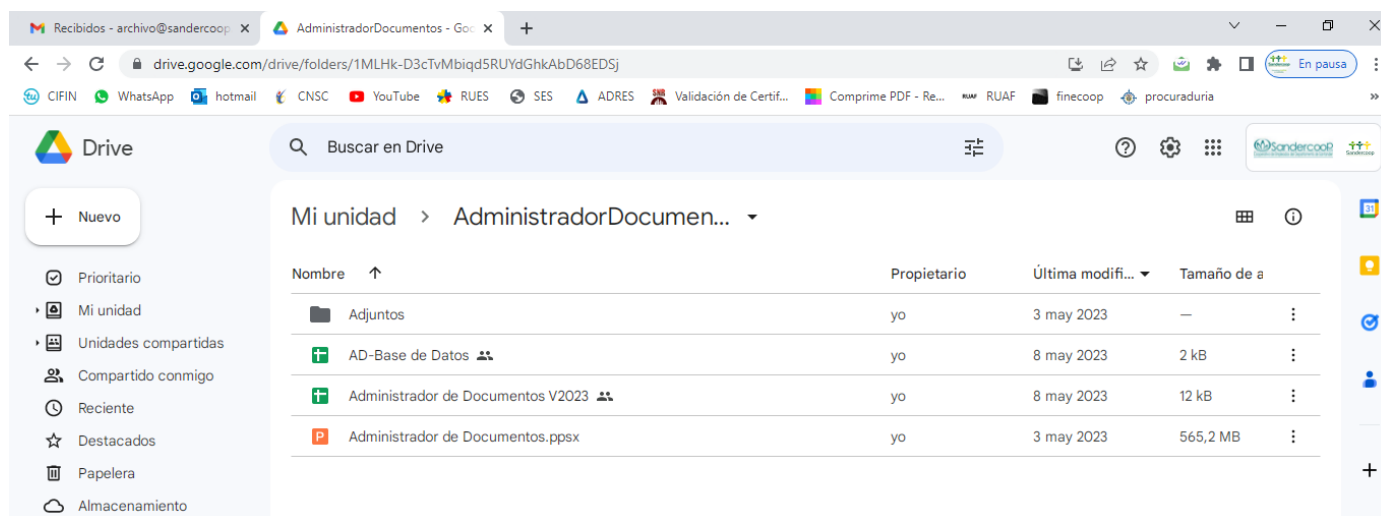 Recibidos - archivo@sandercoop
AdministradorDocumentos - Goo
drive.google.com/drive/folders/1MLHk-D3cTvMbiqd5RUYdGhkAbD68EDSj
En pausa
CIFIN WhatsApp hotmail CNSC YouTube RUES SES ADRES Validación de Certif... Comprime PDF - Re... RUAF finecoop procuraduria
Drive
Buscar en Drive
SandercooP
Sandercoop
Nuevo
Mi unidad > AdministradorDocumen...
Prioritario
Mi unidad
Unidades compartidas
Compartido conmigo
Reciente
Destacados
Papelera
Almacenamiento
Nombre Propietario Última modifi... Tamaño de a
Adjuntos yo 3 may 2023 —
AD-Base de Datos yo 8 may 2023 2 kB
Administrador de Documentos V2023 yo 8 may 2023 12 kB
P Administrador de Documentos.ppsx yo 3 may 2023 565,2 MB
31